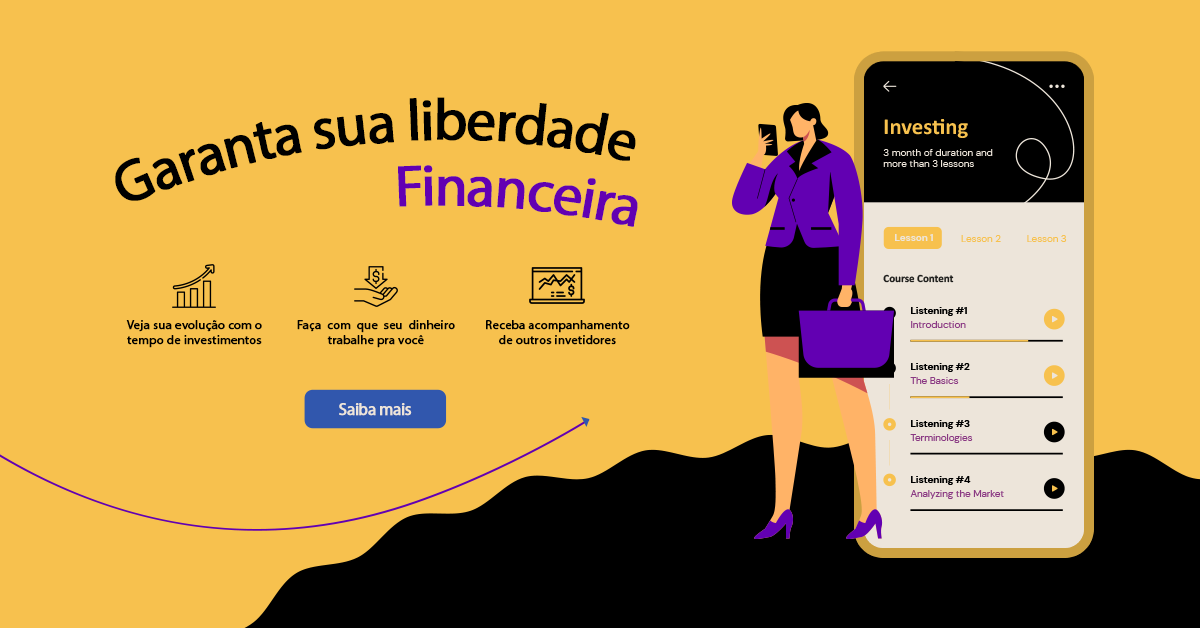 Garanta sua liberdade
Financeira
Veja sua evolução com o
tempo de investimentos
Faça com que seu dinheiro
trabalhe pra você
Receba acompanhamento
de outros invetidores
Saiba mais
Investing
3 month of duration and
more than 3 lessons
Lesson 1 Lesson 2 Lesson 3
Course Content
Listening #1
Introduction
Listening #2
The Basics
Listening #3
Terminologies
Listening #4
Analyzing the Market